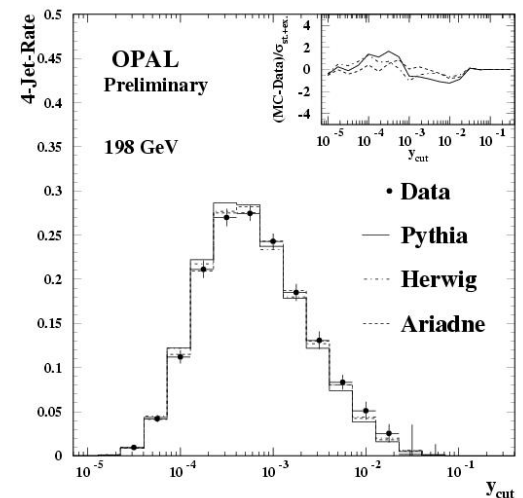 4-Jet-Rate
0.5
0.45
0.4
0.35
0.3
0.25
0.2
0.15
0.1
0.05
0
OPAL
Preliminary
198 GeV
(MC-Data)/σst.+ex.
4
2
0
-2
-4
10-5 10-4 10-3 10-2 10-1
ycut
Data
Pythia
Herwig
Ariadne
10-5 10-4 10-3 10-2 10-1
ycut